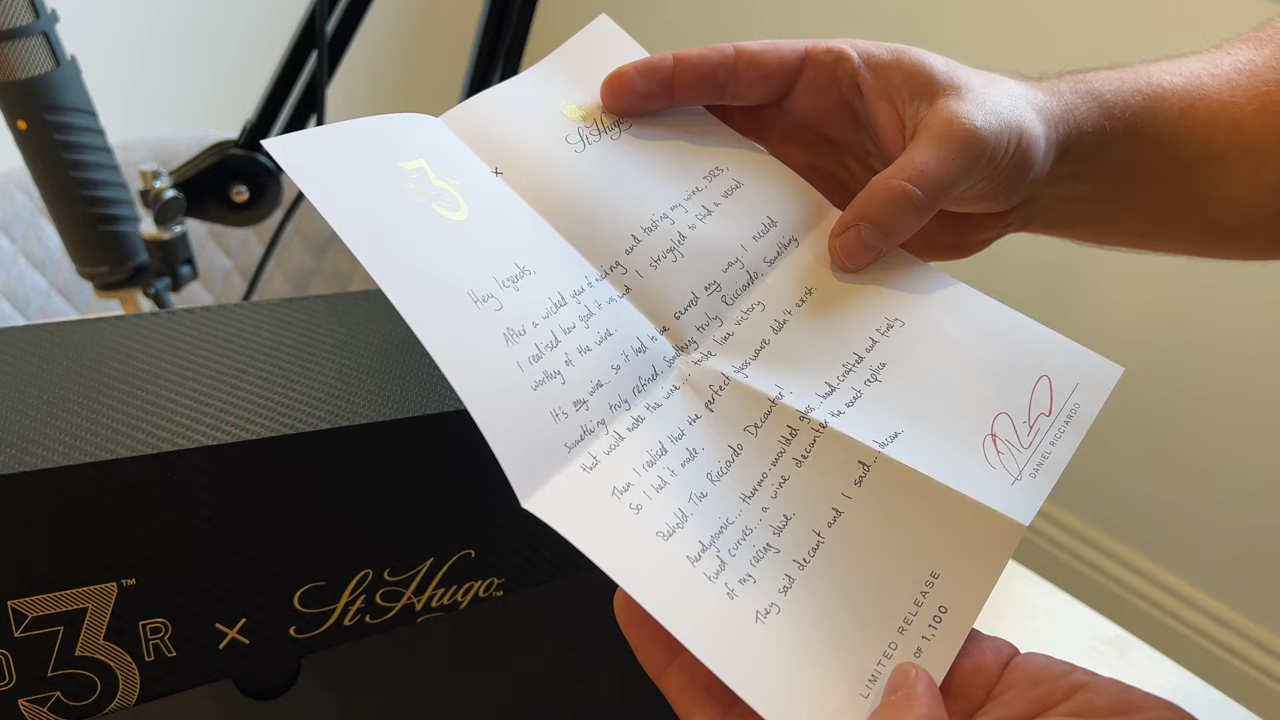 3
x
St Hugo
Hey legends,
After a wicked year of making and tasting my wine, DR3,
I realised how good it was, and I struggled to find a vessel
worthy of the wine.
It's my wine... so it had to be served my way. I needed
something truly refined, something truly Ricciardo, something
that would make the wine... taste like victory.
Then I realised that the perfect glassware didn't exist.
So I had it made.
Behold. The Ricciardo Decanter!
Aerodynamic... thermo-moulded glass... hand-crafted and finely
tuned curves... a wine decanter the exact replica
of my racing shoe.
They said decant and I said... decan.
DANIEL RICCIARDO
LIMITED RELEASE
OF 1,100
D3R X St Hugo
TM
TM